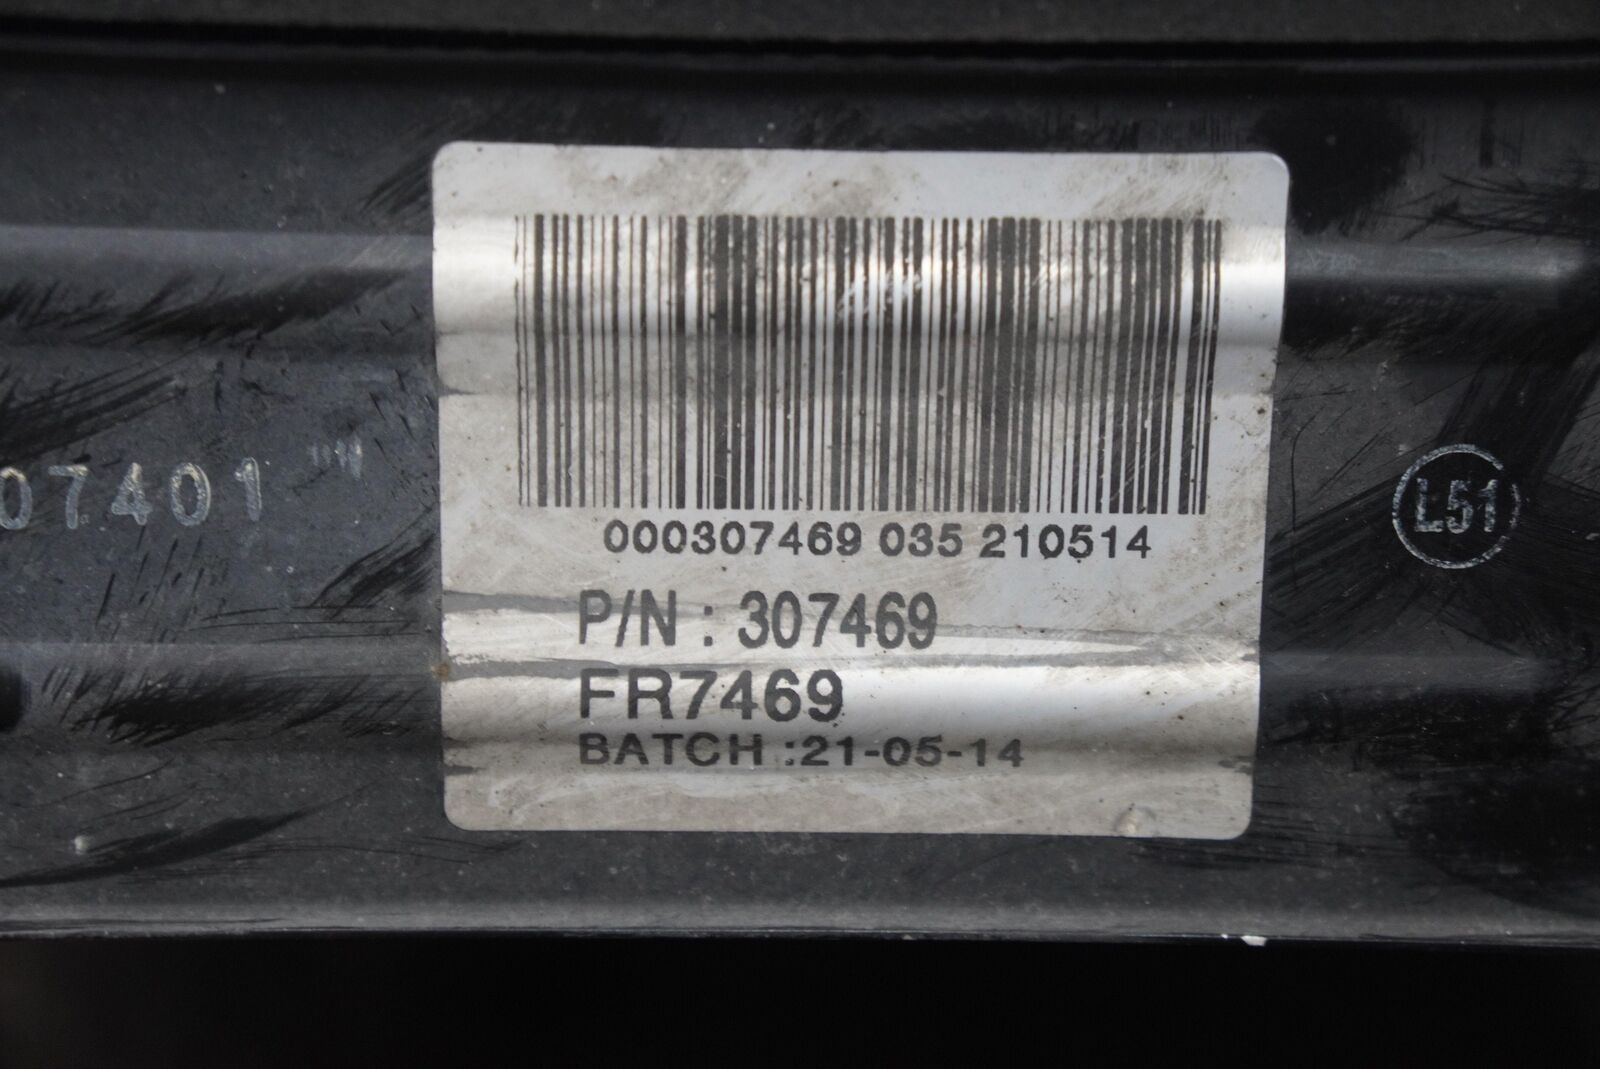 000307469 035 210514
07401 "" L51
P/N : 307469
FR7469
BATCH :21-05-14